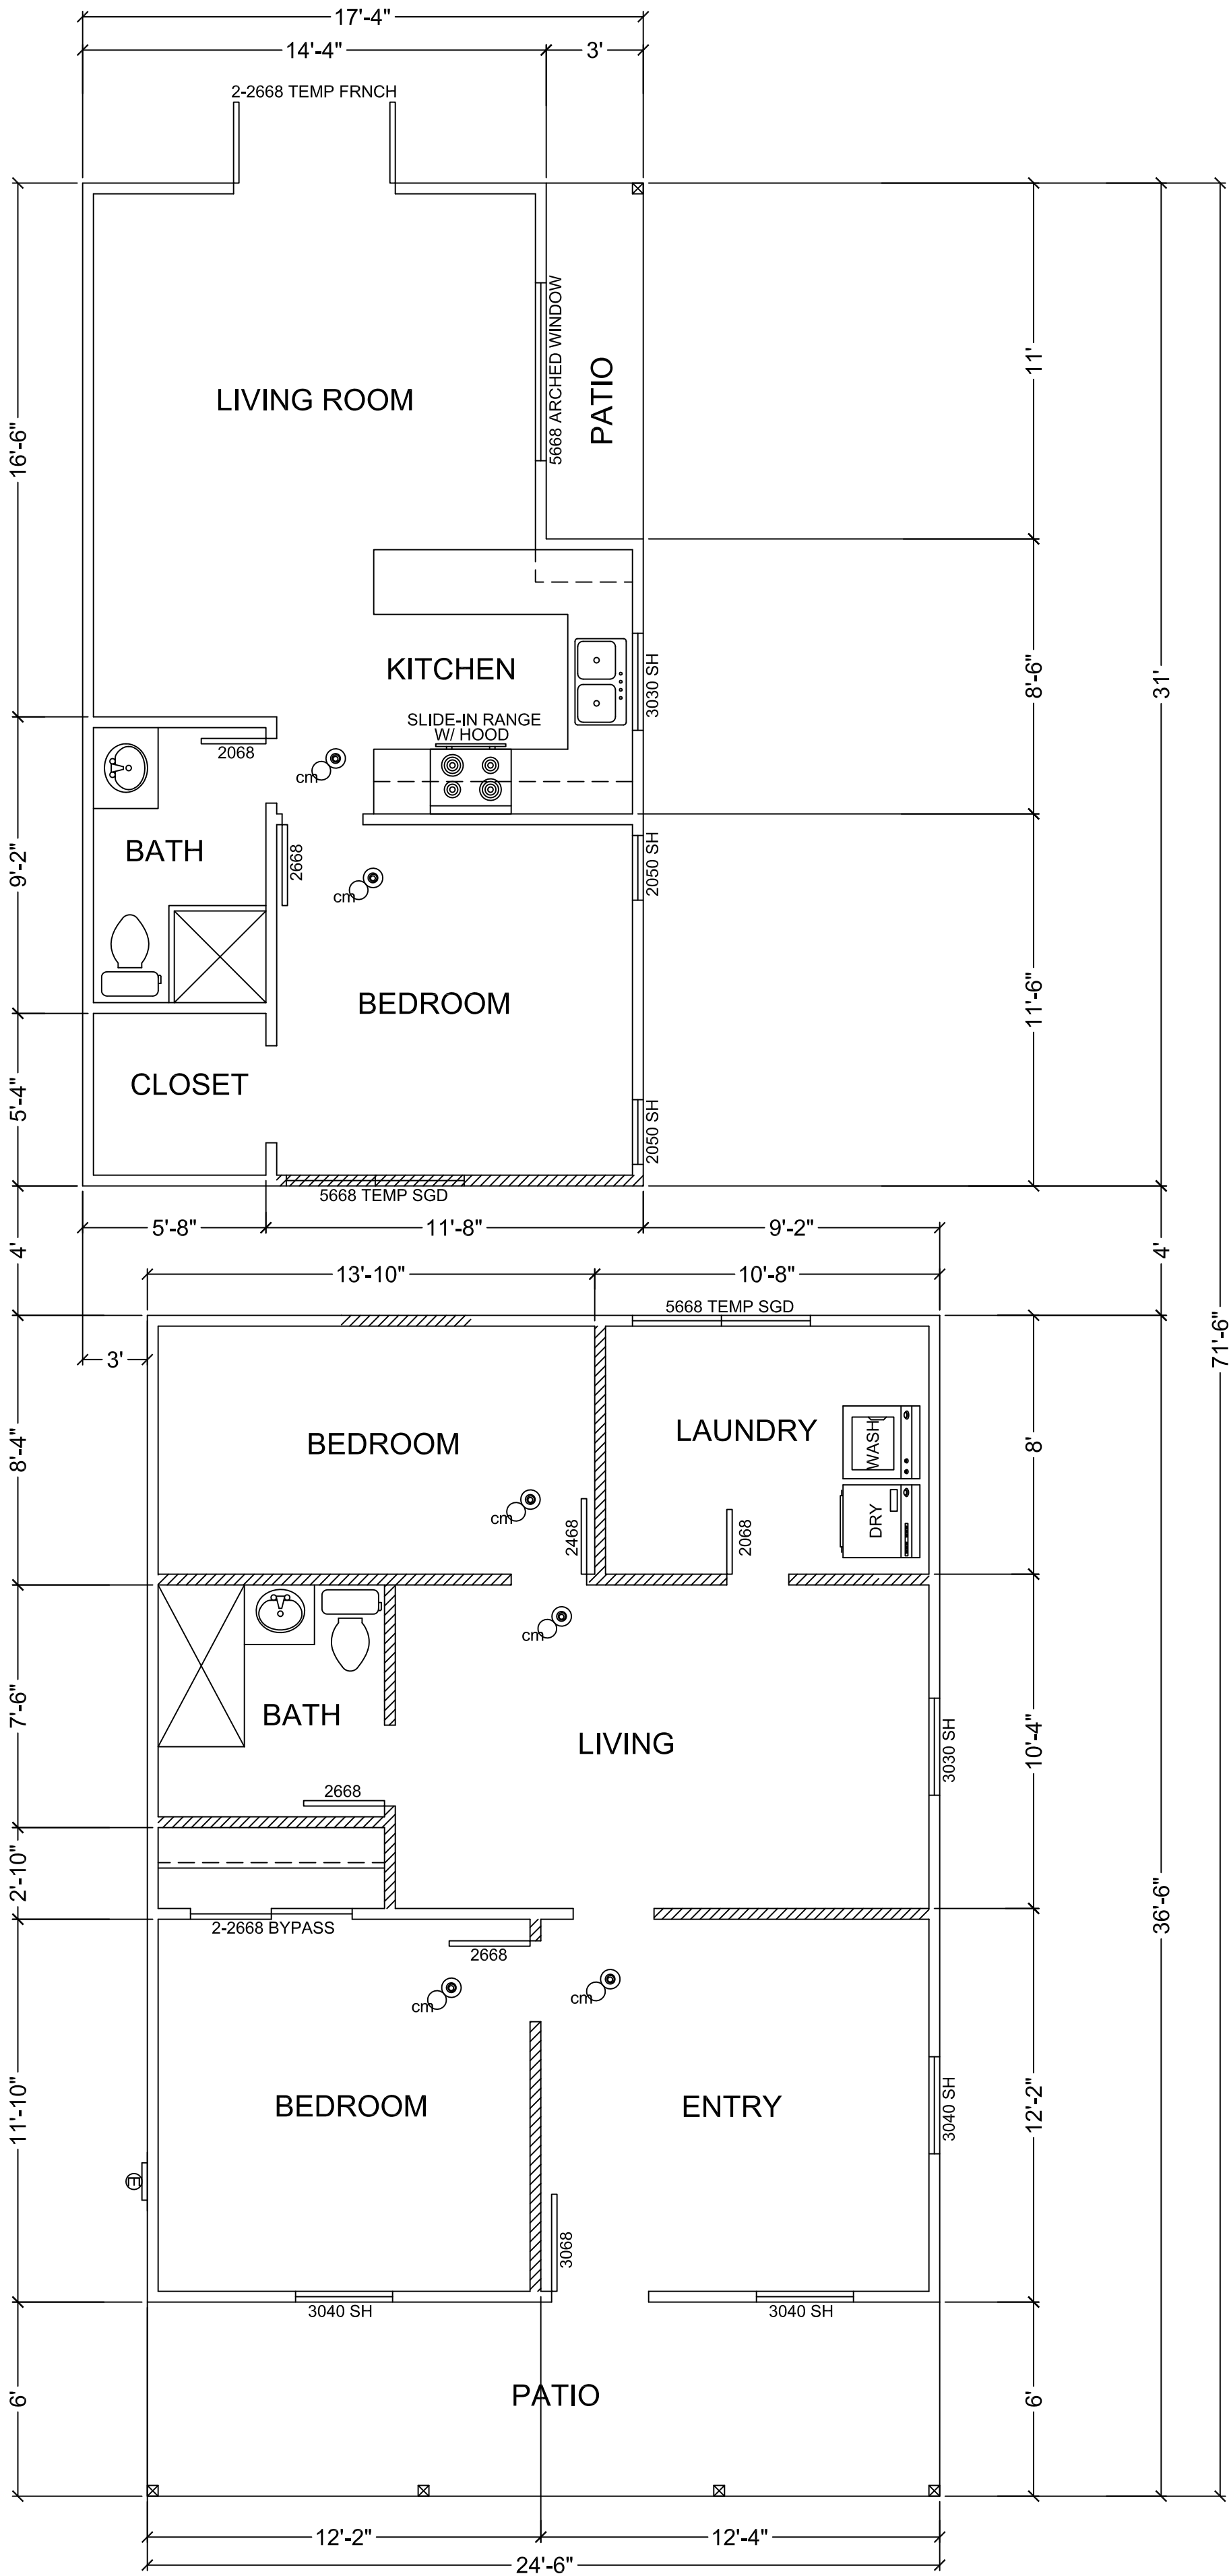 17'-4"
14'-4"
3'
2-2668 TEMP FRNCH
LIVING ROOM
5668 ARCHED WINDOW
PATIO
11'
16'-6"
KITCHEN
3030 SH
8'-6"
31'
SLIDE-IN RANGE
W/ HOOD
2068
cm
BATH
2668
cm
2050 SH
9'-2"
BEDROOM
11'-6"
CLOSET
5'-4"
2050 SH
5668 TEMP SGD
5'-8"
11'-8"
9'-2"
4'
4'
13'-10"
10'-8"
5668 TEMP SGD
3'
71'-6"
BEDROOM
LAUNDRY
WASH
8'-4"
8'
cm
2468
2068
DRY
cm
BATH
LIVING
7'-6"
3030 SH
10'-4"
2668
2'-10"
2-2668 BYPASS
36'-6"
2668
cm
cm
BEDROOM
ENTRY
11'-10"
3040 SH
12'-2"
E
3068
3040 SH
3040 SH
PATIO
6'
6'
12'-2"
12'-4"
24'-6"